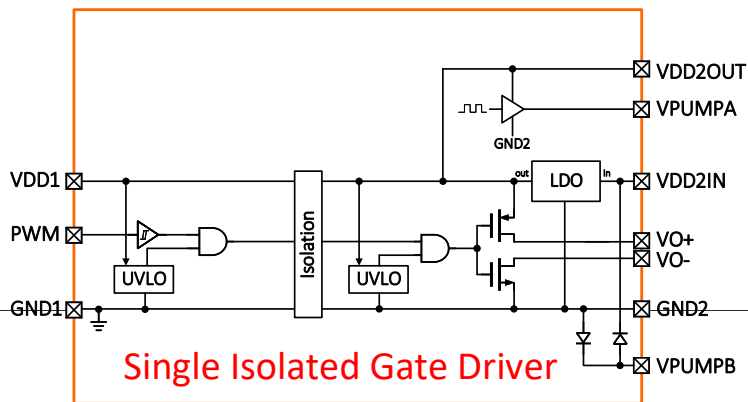 VDD2OUT
VPUMPA
GND2
VDD1
out
LDO
in
VDD2IN
PWM
Isolation
VO+
VO-
UVLO
UVLO
GND1
GND2
Single Isolated Gate Driver
VPUMPB